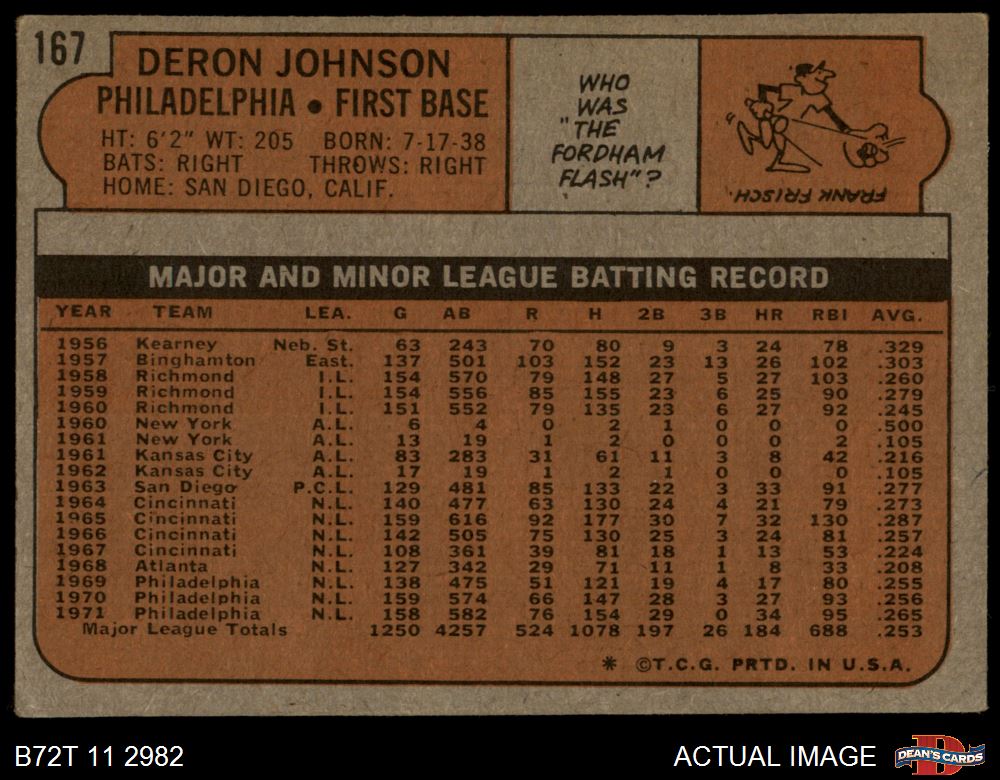 167
DERON JOHNSON
PHILADELPHIA • FIRST BASE
HT: 6'2" WT: 205 BORN: 7-17-38
BATS: RIGHT THROWS: RIGHT
HOME: SAN DIEGO, CALIF.
WHO
WAS
"THE
FORDHAM
FLASH"?
FRANK FRISCH.
MAJOR AND MINOR LEAGUE BATTING RECORD
YEAR TEAM LEA. G AB R H 2B 3B HR RBI AVG.
1956 Kearney Neb. St. 63 243 70 80 9 3 24 78 .329
1957 Binghamton East. 137 501 103 152 23 13 26 102 .303
1958 Richmond I.L. 154 570 79 148 27 5 27 103 .260
1959 Richmond I.L. 154 556 85 155 23 6 25 90 .279
1960 Richmond I.L. 151 552 79 135 23 6 27 92 .245
1960 New York A.L. 6 4 0 2 1 0 0 0 .500
1961 New York A.L. 13 19 1 2 0 0 0 2 .105
1961 Kansas City A.L. 83 283 31 61 11 3 8 42 .216
1962 Kansas City A.L. 17 19 1 2 1 0 0 0 .105
1963 San Diego P.C.L. 129 481 85 133 22 3 33 91 .277
1964 Cincinnati N.L. 140 477 63 130 24 4 21 79 .273
1965 Cincinnati N.L. 159 616 92 177 30 7 32 130 .287
1966 Cincinnati N.L. 142 505 75 130 25 3 24 81 .257
1967 Cincinnati N.L. 108 361 39 81 18 1 13 53 .224
1968 Atlanta N.L. 127 342 29 71 11 1 8 33 .208
1969 Philadelphia N.L. 138 475 51 121 19 4 17 80 .255
1970 Philadelphia N.L. 159 574 66 147 28 3 27 93 .256
1971 Philadelphia N.L. 158 582 76 154 29 0 34 95 .265
Major League Totals 1250 4257 524 1078 197 26 184 688 .253
* ©T.C.G. PRTD. IN U.S.A.
B72T 11 2982
ACTUAL IMAGE
D
DEAN'S CARDS